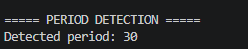 ===== PERIOD DETECTION =====
Detected period: 30